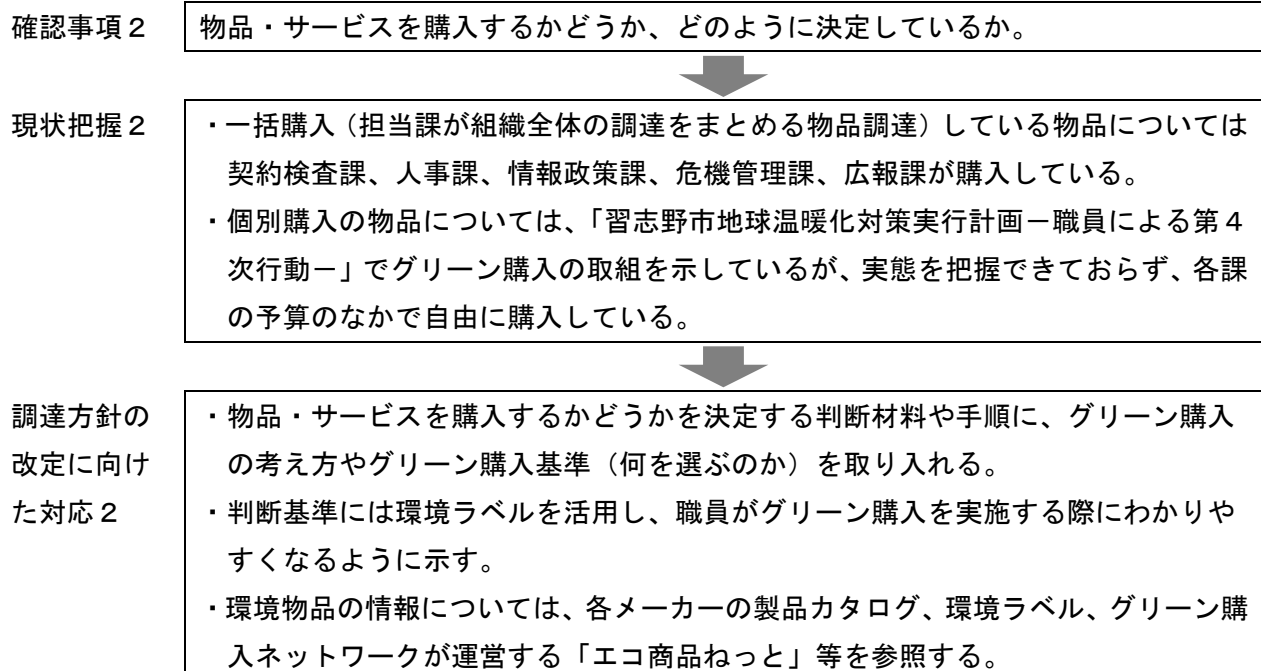 確認事項2
物品・サービスを購入するかどうか、どのように決定しているか。
現状把握2
・一括購入(担当課が組織全体の調達をまとめる物品調達)している物品については
契約検査課、人事課、情報政策課、危機管理課、広報課が購入している。
・個別購入の物品については、「習志野市地球温暖化対策実行計画－職員による第4
次行動－」でグリーン購入の取組を示しているが、実態を把握できておらず、各課
の予算のなかで自由に購入している。
調達方針の
改定に向け
た対応2
・物品・サービスを購入するかどうかを決定する判断材料や手順に、グリーン購入
の考え方やグリーン購入基準(何を選ぶのか)を取り入れる。
・判断基準には環境ラベルを活用し、職員がグリーン購入を実施する際にわかりや
すくなるように示す。
・環境物品の情報については、各メーカーの製品カタログ、環境ラベル、グリーン購
入ネットワークが運営する「エコ商品ねっと」等を参照する。